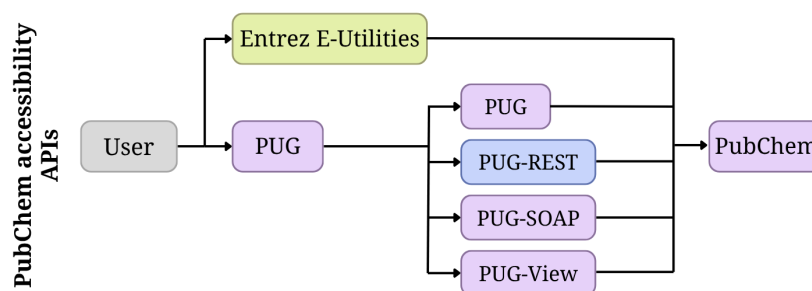 PubChem accessibility
APIs
Entrez E-Utilities
User
PUG
PUG
PUG-REST
PUG-SOAP
PUG-View
PubChem